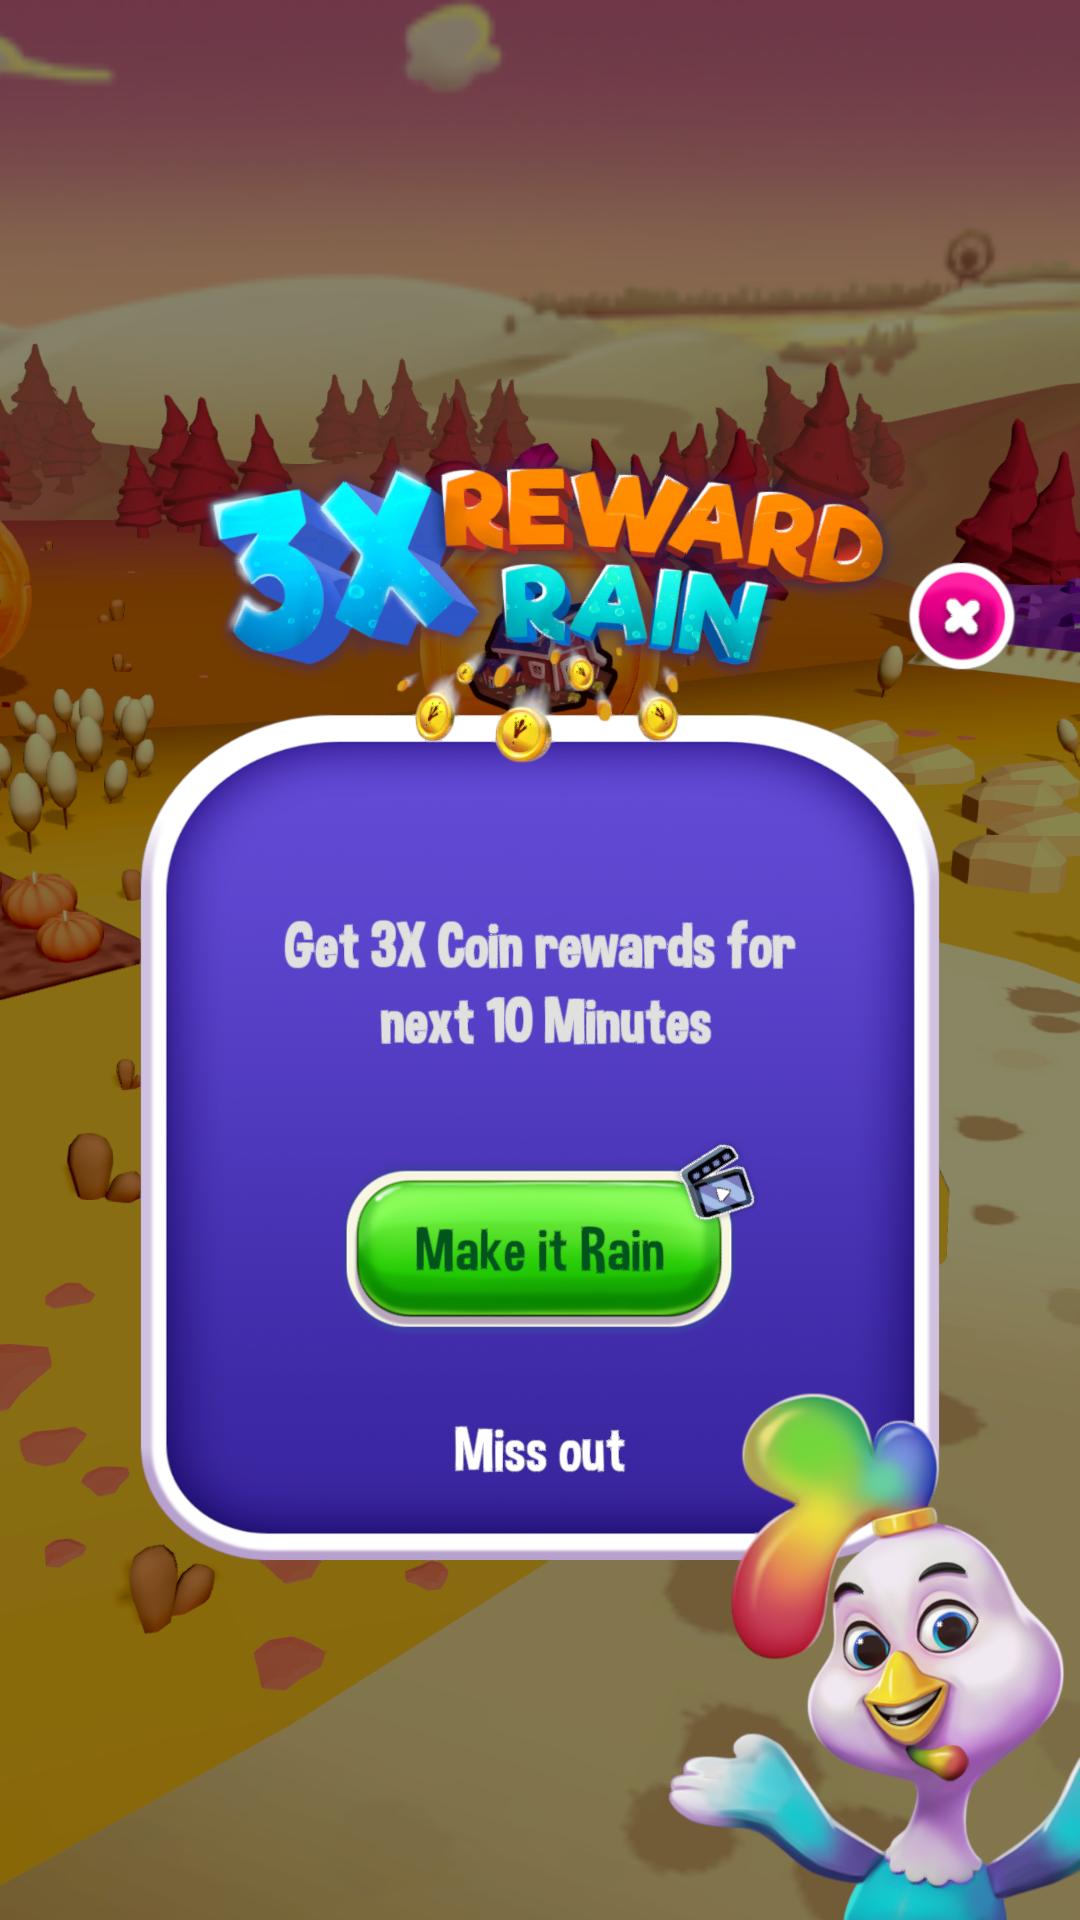 3X REWARD
RAIN
Get 3X Coin rewards for
next 10 Minutes
Make it Rain
Miss out